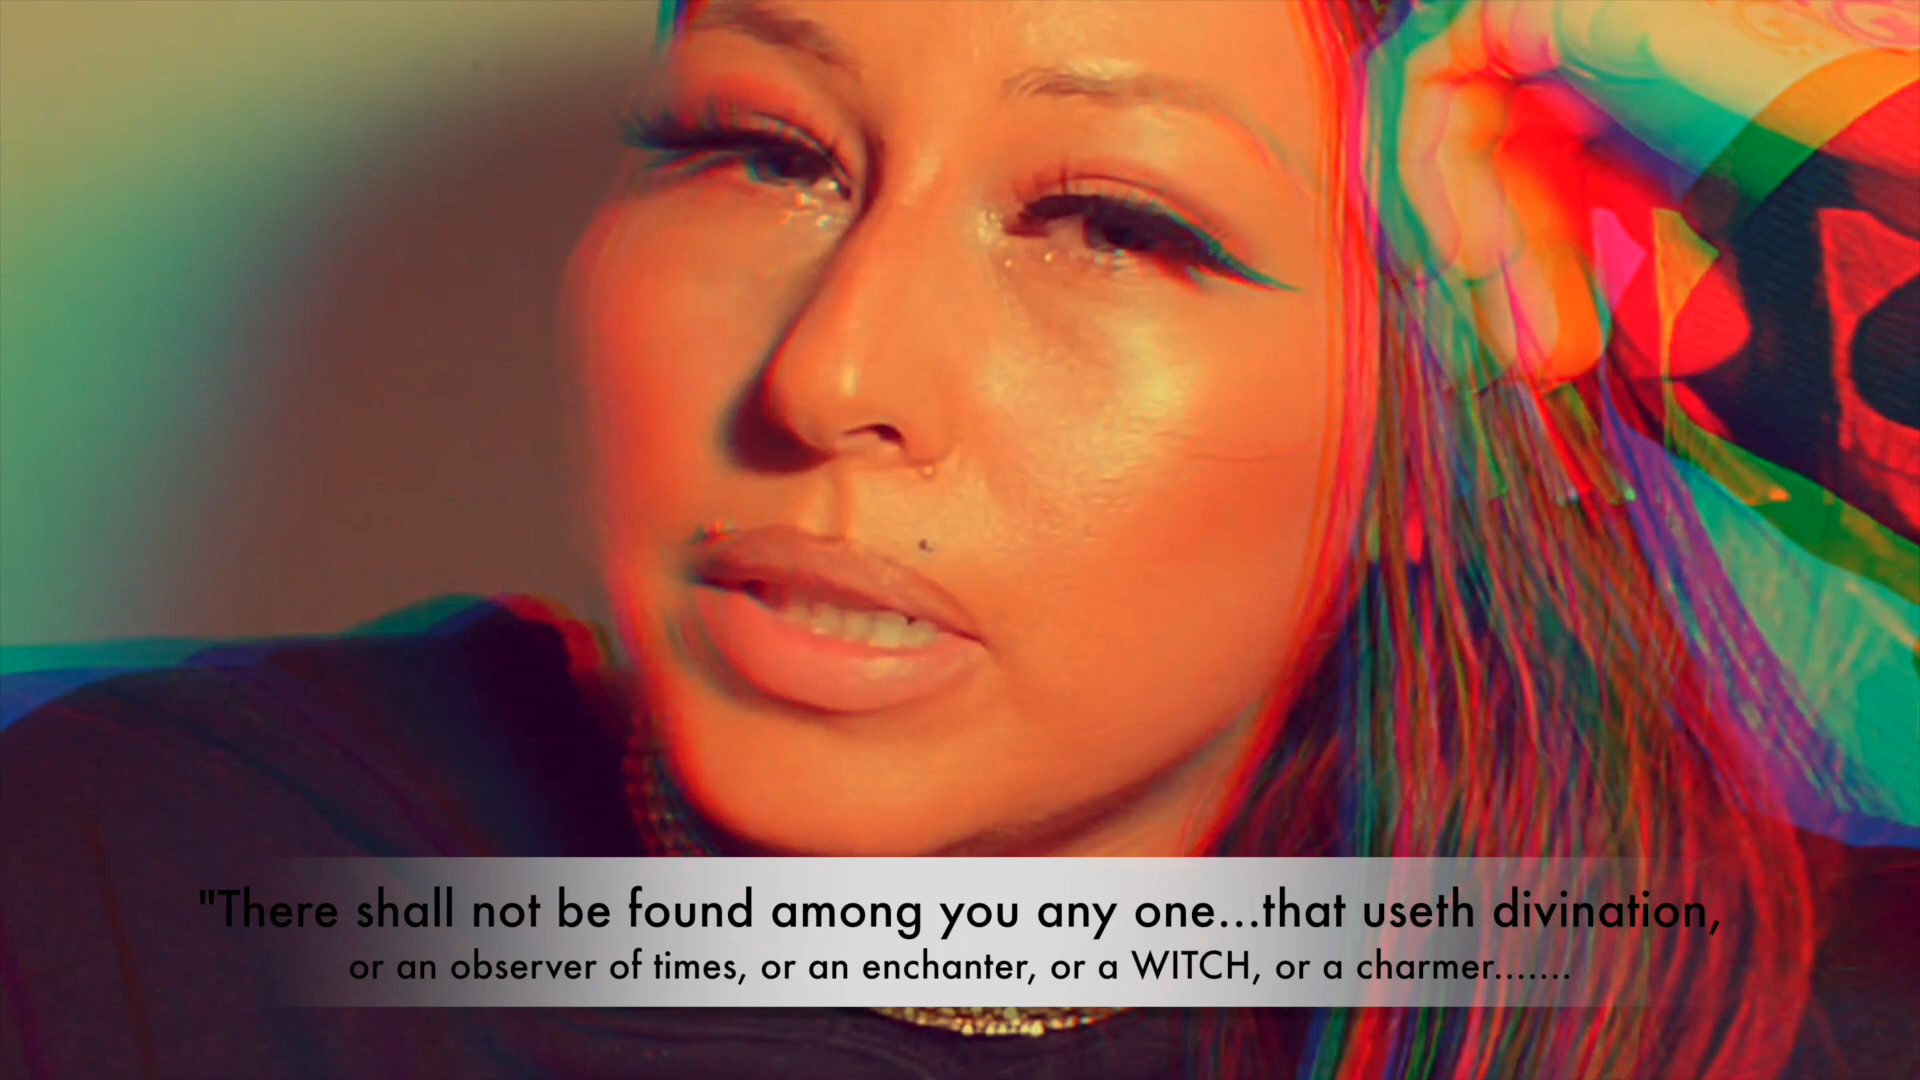 "There shall not be found among you any one...that useth divination,
or an observer of times, or an enchanter, or a WITCH, or a charmer.......